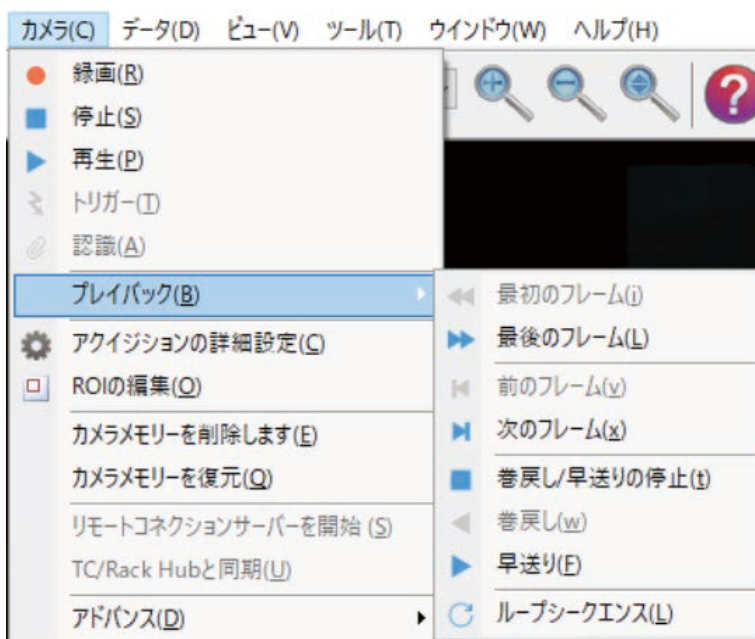 カメラ(C) データ(D) ビュー(V) ツール(T) ウインドウ(W) ヘルプ(H)
録画(R)
停止(S)
再生(P)
トリガー(T)
認識(A)
プレイバック(B)
アクイジションの詳細設定(C)
ROIの編集(O)
カメラメモリーを削除します(E)
カメラメモリーを復元(Q)
リモートコネクションサーバーを開始 (S)
TC/Rack Hubと同期(U)
アドバンス(D)
最初のフレーム(i)
最後のフレーム(L)
前のフレーム(v)
次のフレーム(x)
巻戻し/早送りの停止(t)
巻戻し(w)
早送り(F)
ループシークエンス(L)
?